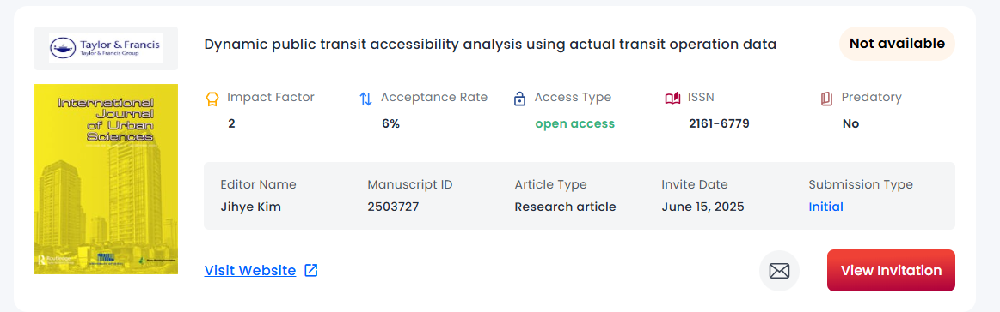 Taylor & Francis
Taylor & Francis Group
Dynamic public transit accessibility analysis using actual transit operation data
Not available
International
Journal
of Urban
Sciences
Impact Factor
2
Acceptance Rate
6%
Access Type
open access
ISSN
2161-6779
Predatory
No
Editor Name
Jihye Kim
Manuscript ID
2503727
Article Type
Research article
Invite Date
June 15, 2025
Submission Type
Initial
Routledge
Visit Website
View Invitation